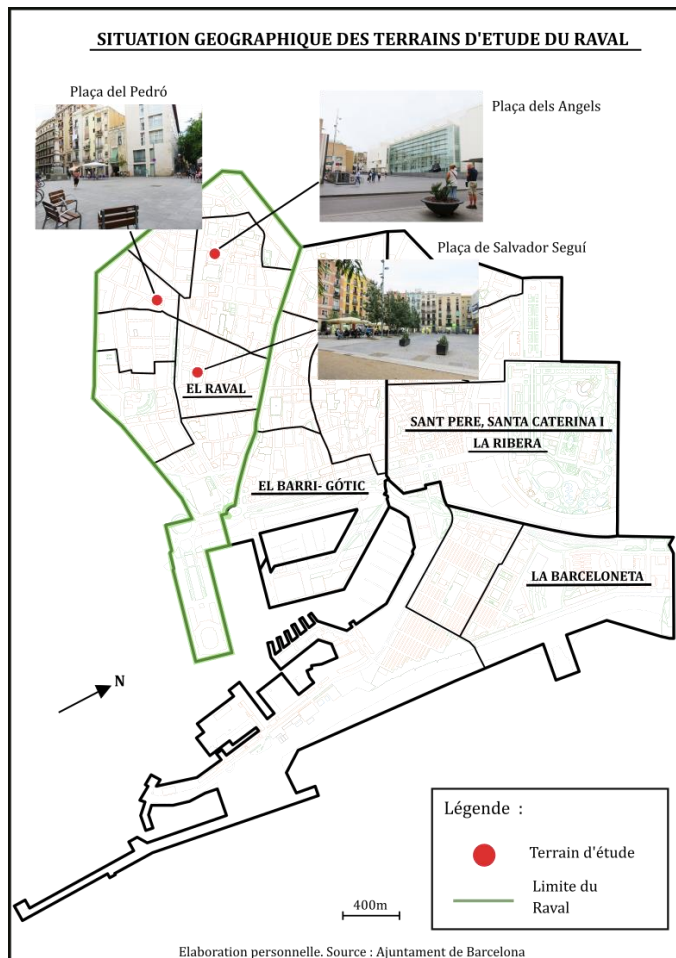 SITUATION GEOGRAPHIQUE DES TERRAINS D'ETUDE DU RAVAL
Plaça del Pedró
Plaça dels Angels
Plaça de Salvador Seguí
EL RAVAL
SANT PERE, SANTA CATERINA I
LA RIBERA
EL BARRI- GÓTIC
LA BARCELONETA
N
Légende :
Terrain d'étude
Limite du
Raval
400m
Elaboration personnelle. Source : Ajuntament de Barcelona